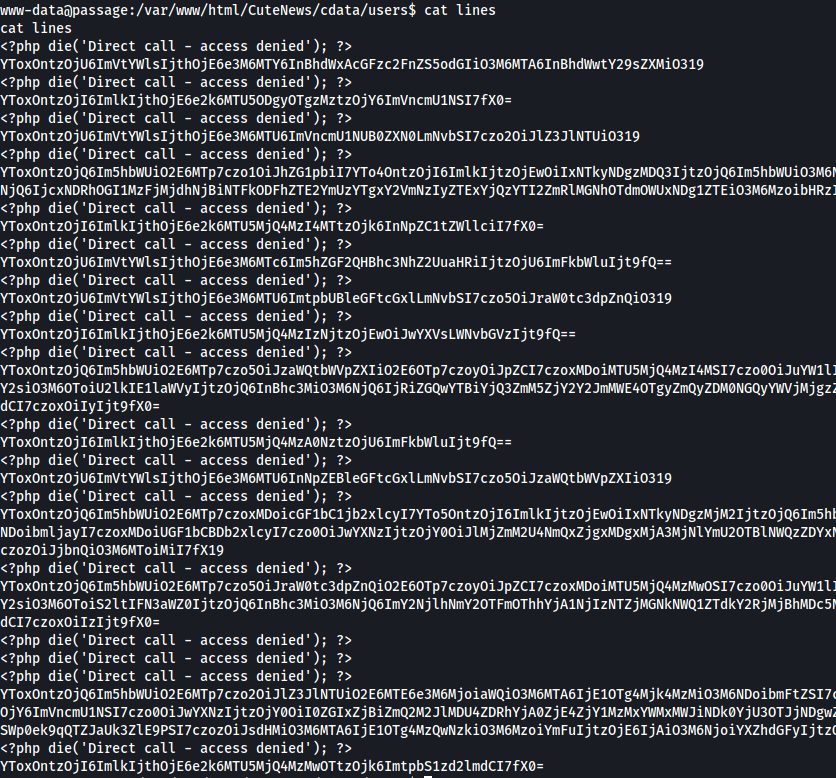 www-data@passage:/var/www/html/CuteNews/cdata/users$ cat lines
cat lines
<?php die('Direct call - access denied'); ?>
YToxOntzOjU6ImVtYWlsIjthOjE6e3M6MTY6InBhdWxAcGFzc2FnZS5odGIiO3M6MTA6InBhdWwtY29sZXMiO319
<?php die('Direct call - access denied'); ?>
YToxOntzOjI6ImlkIjthOjE6e2k6MTU5ODgyOTgzMztzOjY6ImVncmU1NSI7fX0=
<?php die('Direct call - access denied'); ?>
YToxOntzOjU6ImVtYWlsIjthOjE6e3M6MTU6ImVncmU1NUB0ZXN0LmNvbSI7czo2OiJlZ3JlNTUiO319
<?php die('Direct call - access denied'); ?>
YToxOntzOjQ6Im5hbWUiO2E6MTp7czo1OiJhZG1pbiI7YTo4OntzOjI6ImlkIjtzOjEwOiIxNTkyNDgzMDQ3IjtzOjQ6Im5hbWUiO3M6N
NjQ6IjcxNDRhOGI1MzFjMjdhNjBiNTFkODFhZTE2YmUzYTgxY2VmNzIyZTExYjQzYTI2ZmRlMGNhOTdmOWUxNDg1ZTEiO3M6MzoibHRzI
<?php die('Direct call - access denied'); ?>
YToxOntzOjI6ImlkIjthOjE6e2k6MTU5MjQ4MzI4MTtzOjk6InNpZC1tZWllciI7fX0=
<?php die('Direct call - access denied'); ?>
YToxOntzOjU6ImVtYWlsIjthOjE6e3M6MTc6Im5hZGF2QHBhc3NhZ2UuaHRiIjtzOjU6ImFkbWluIjt9fQ==
<?php die('Direct call - access denied'); ?>
YToxOntzOjU6ImVtYWlsIjthOjE6e3M6MTU6ImtpbUBleGFtcGxlLmNvbSI7czo5OiJraW0tc3dpZnQiO319
<?php die('Direct call - access denied'); ?>
YToxOntzOjI6ImlkIjthOjE6e2k6MTU5MjQ4MzIzNjtzOjEwOiJwYXVsLWNvbGVzIjt9fQ==
<?php die('Direct call - access denied'); ?>
YToxOntzOjQ6Im5hbWUiO2E6MTp7czo5OiJzaWQtbWVpZXIiO2E6OTp7czoyOiJpZCI7czoxMDoiMTU5MjQ4MzI4MSI7czo0OiJuYW1lI
Y2siO3M6OToiU2lkIE1laWVyIjtzOjQ6InBhc3MiO3M6NjQ6IjRiZGQwYTBiYjQ3ZmM5ZjY2Y2JmMWE4OTgyZmQyZDM0NGQyYWVjMjgzZ
dCI7czoxOiIyIjt9fX0=
<?php die('Direct call - access denied'); ?>
YToxOntzOjI6ImlkIjthOjE6e2k6MTU5MjQ4MzA0NztzOjU6ImFkbWluIjt9fQ==
<?php die('Direct call - access denied'); ?>
YToxOntzOjU6ImVtYWlsIjthOjE6e3M6MTU6InNpZEBleGFtcGxlLmNvbSI7czo5OiJzaWQtbWVpZXIiO319
<?php die('Direct call - access denied'); ?>
YToxOntzOjQ6Im5hbWUiO2E6MTp7czoxMDoicGF1bC1jb2xlcyI7YTo5OntzOjI6ImlkIjtzOjEwOiIxNTkyNDgzMjM2IjtzOjQ6Im5hb
NDoibmljayI7czoxMDoiUGF1bCBDb2xlcyI7czo0OiJwYXNzIjtzOjY0OiJlMjZmM2U4NmQxZjgxMDgxMjA3MjNlYmU2OTBlNWQzZDYxN
czozOiJjbnQiO3M6MToiMiI7fX19
<?php die('Direct call - access denied'); ?>
YToxOntzOjQ6Im5hbWUiO2E6MTp7czo5OiJraW0tc3dpZnQiO2E6OTp7czoyOiJpZCI7czoxMDoiMTU5MjQ4MzMwOSI7czo0OiJuYW1lI
Y2siO3M6OToiS2ltIFN3aWZ0IjtzOjQ6InBhc3MiO3M6NjQ6ImY2NjlhNmY2OTFmOThhYjA1NjIzNTZjMGNkNWQ1ZTdkY2RjMjBhMDc5N
dCI7czoxOiIzIjt9fX0=
<?php die('Direct call - access denied'); ?>
<?php die('Direct call - access denied'); ?>
<?php die('Direct call - access denied'); ?>
YToxOntzOjQ6Im5hbWUiO2E6MTp7czo2OiJlZ3JlNTUiO2E6MTE6e3M6MjoiaWQiO3M6MTA6IjE1OTg4Mjk4MzMiO3M6NDoibmFtZSI7c
OjY6ImVncmU1NSI7czo0OiJwYXNzIjtzOjY0OiI0ZGIxZjBiZmQ2M2JlMDU4ZDRhYjA0ZjE4ZjY1MzMxYWMxMWJiNDk0YjU3OTJjNDgwZ
SWp0ek9qQTZJaUk3ZlE9PSI7czozOiJsdHMiO3M6MTA6IjE1OTg4MzQwNzkiO3M6MzoiYmFuIjtzOjE6IjAiO3M6NjoiYXZhdGFyIjtzO
<?php die('Direct call - access denied'); ?>
YToxOntzOjI6ImlkIjthOjE6e2k6MTU5MjQ4MzMwOTtzOjk6ImtpbS1zd2lmdCI7fX0=